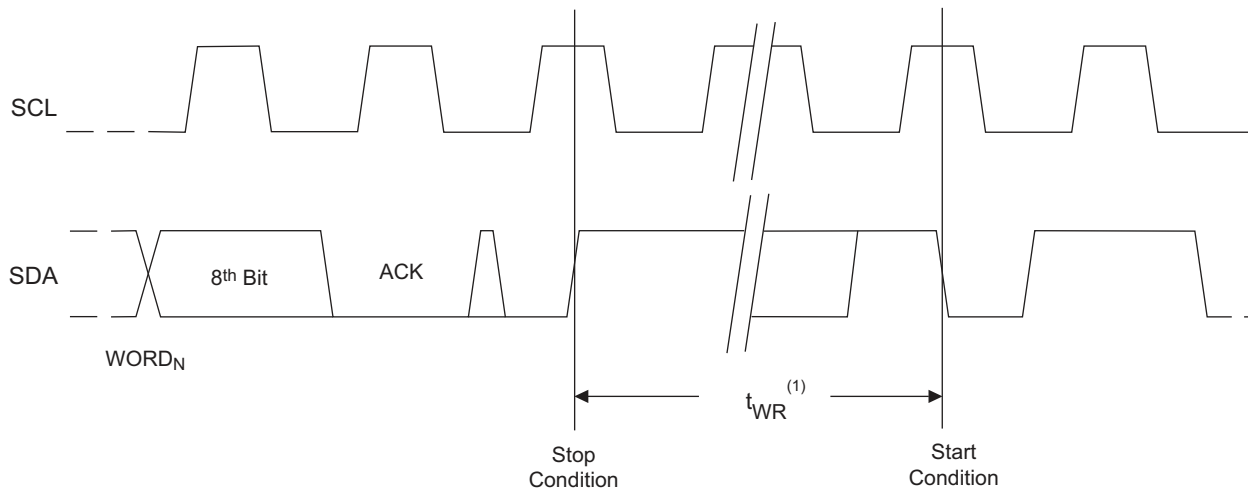 SCL
SDA
8th Bit
ACK
WORDN
tWR(1)
Stop
Condition
Start
Condition